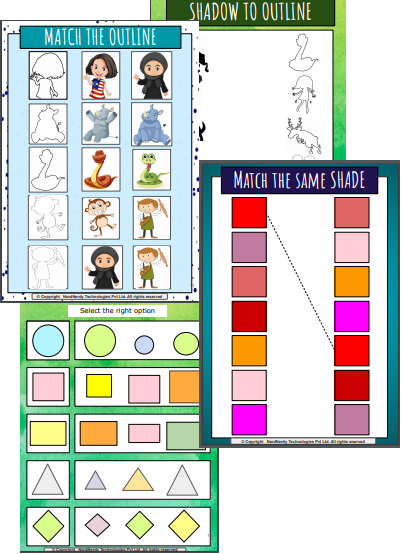 SHADOW TO OUTLINE
MATCH THE OUTLINE
© Copyright NerdNerdy Technologies Pvt Ltd. All rights reserved
MATCH THE SAME SHADE
© Copyright NerdNerdy Technologies Pvt Ltd. All rights reserved
Select the right option
© Copyright NerdNerdy Technologies Pvt Ltd. All rights reserved